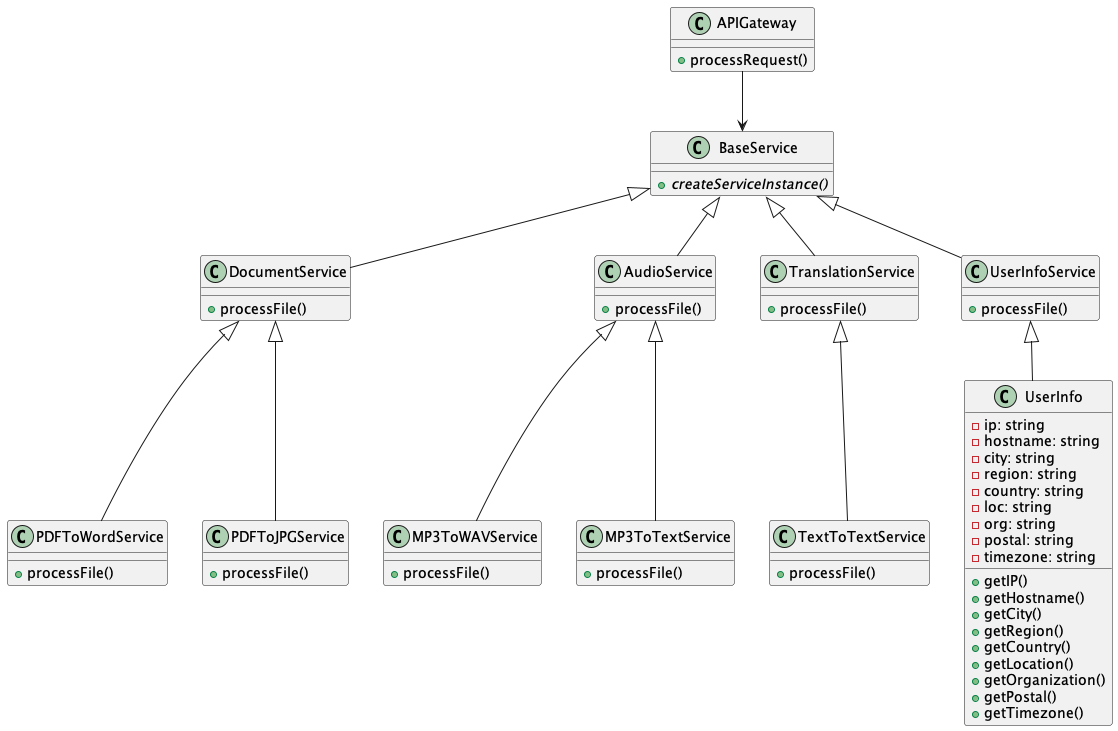 C APIGateway
processRequest()
C BaseService
createServiceInstance()
C DocumentService
processFile()
C AudioService
processFile()
C TranslationService
processFile()
C UserInfoService
processFile()
C UserInfo
ip: string
hostname: string
city: string
region: string
country: string
loc: string
org: string
postal: string
timezone: string
getIP()
getHostname()
getCity()
getRegion()
getCountry()
getLocation()
getOrganization()
getPostal()
getTimezone()
C PDFToWordService
processFile()
C PDFToJPGService
processFile()
C MP3ToWAVService
processFile()
C MP3ToTextService
processFile()
C TextToTextService
processFile()